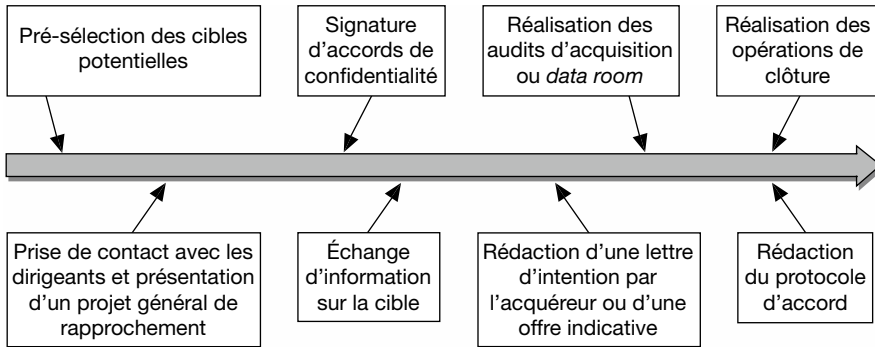 Pré-sélection des cibles
potentielles
Signature
d’accords de
confidentialité
Réalisation des
audits d’acquisition
ou data room
Réalisation des
opérations de
clôture
Prise de contact avec les
dirigeants et présentation
d’un projet général de
rapprochement
Échange
d’information
sur la cible
Rédaction d’une lettre
d’intention par
l’acquéreur ou d’une
offre indicative
Rédaction
du protocole
d’accord